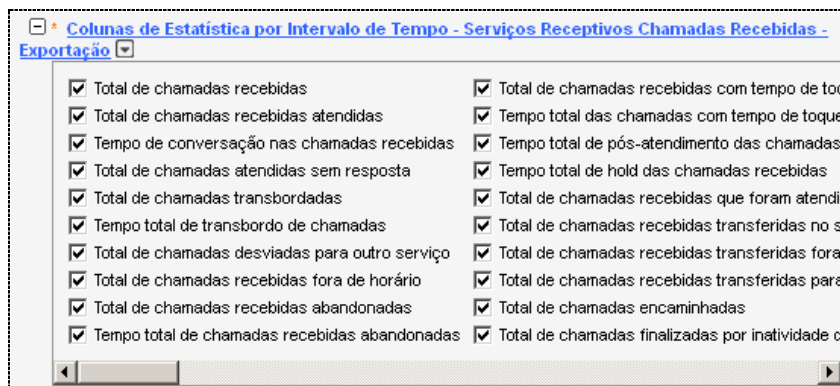 * Colunas de Estatística por Intervalo de Tempo - Serviços Receptivos Chamadas Recebidas -
Exportação
Total de chamadas recebidas
Total de chamadas recebidas atendidas
Tempo de conversação nas chamadas recebidas
Total de chamadas atendidas sem resposta
Total de chamadas transbordadas
Tempo total de transbordo de chamadas
Total de chamadas desviadas para outro serviço
Total de chamadas recebidas fora de horário
Total de chamadas recebidas abandonadas
Tempo total de chamadas recebidas abandonadas
Total de chamadas recebidas com tempo de
Tempo total das chamadas com tempo de toque
Tempo total de pós-atendimento das chamadas
Tempo total de hold das chamadas recebidas
Total de chamadas recebidas que foram
Total de chamadas recebidas transferidas no
Total de chamadas recebidas transferidas fora
Total de chamadas recebidas transferidas para
Total de chamadas encaminhadas
Total de chamadas finalizadas por inatividade